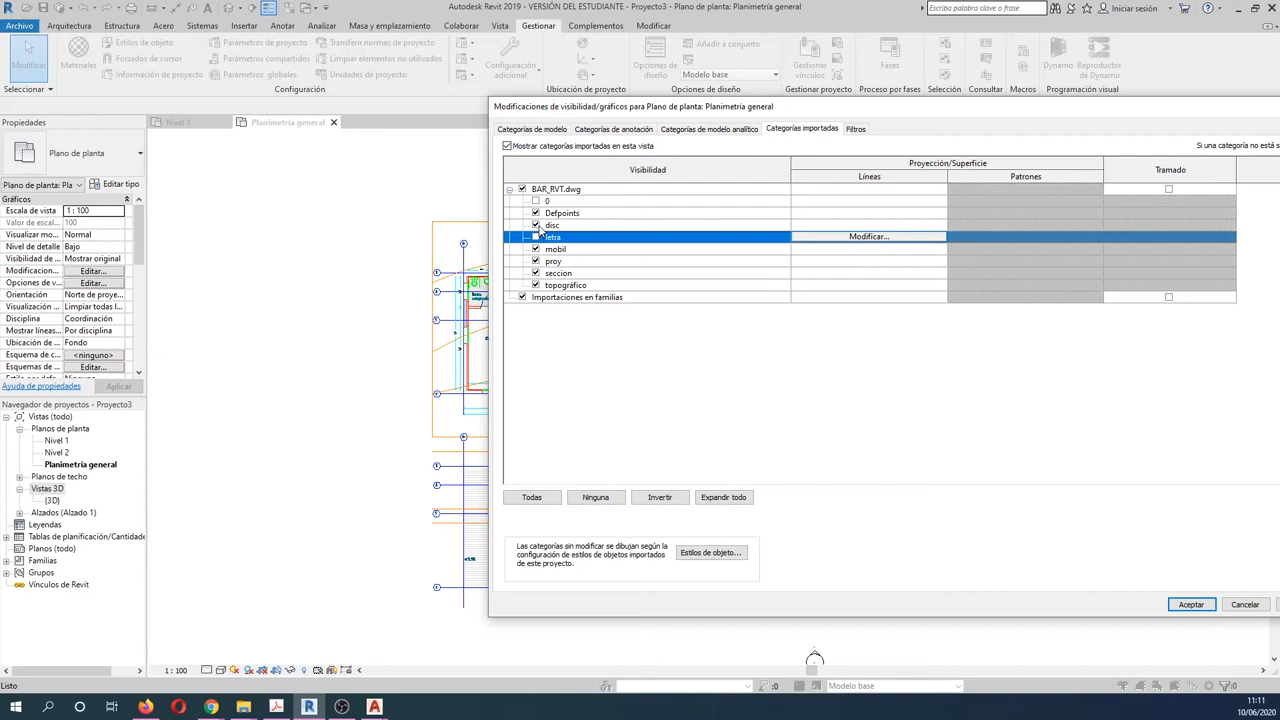 Autodesk Revit 2019 - VERSIÓN DEL ESTUDIANTE - Proyecto3 - Plano de planta: Planimetría general
Escriba palabra clave o frase
Iniciar sesión
Archivo Arquitectura Estructura Acero Sistemas Insertar Anotar Analizar Masa y emplazamiento Colaborar Vista Gestionar Complementos Modificar
Modificar
Materiales
Estilos de objeto
Forzados de cursor
Información de proyecto
Parámetros de proyecto
Parámetros compartidos
Parámetros globales
Transferir normas de proyecto
Limpiar elementos no utilizados
Unidades de proyecto
Configuración
adicional
Opciones de
diseño
Añadir a conjunto
Modelo base
Gestionar
vínculos
Fases
Dynamo
Reproductor
de Dynamo
Seleccionar
Configuración
Ubicación de proyecto
Opciones de diseño
Gestionar proyecto
Proceso por fases
Selección
Consultar
Macros
Programación visual
Propiedades
Plano de planta
Plano de planta: Pla
Editar tipo
Gráficos
Escala de vista 1 : 100
Valor de escal... 100
Visualizar mo... Normal
Nivel de detalle Bajo
Visibilidad de ... Mostrar original
Modificacion... Editar...
Opciones de v... Editar...
Orientación Norte de proye...
Visualización ... Limpiar todas l...
Disciplina Coordinación
Mostrar líneas... Por disciplina
Ubicación de ... Fondo
Esquema de c... <ninguno>
Esquemas de ... Editar...
Ayuda de propiedades
Aplicar
Navegador de proyectos - Proyecto3
Vistas (todo)
Planos de planta
Nivel 1
Nivel 2
Planimetría general
Planos de techo
Vistas 3D
{3D}
Alzados (Alzado 1)
Leyendas
Tablas de planificación/Cantidade
Planos (todo)
Familias
Grupos
Vínculos de Revit
Nivel 1
Planimetría general
Modificaciones de visibilidad/gráficos para Plano de planta: Planimetría general
Categorías de modelo
Categorías de anotación
Categorías de modelo analítico
Categorías importadas
Filtros
Mostrar categorías importadas en esta vista
Si una categoría no está s
Visibilidad
Proyección/Superficie
Líneas
Patrones
Tramado
BAR_RVT.dwg
0
Defpoints
disc
letra
Modificar...
mobil
proy
seccion
topográfico
Importaciones en familias
Todas
Ninguna
Invertir
Expandir todo
Las categorías sin modificar se dibujan según la
configuración de estilos de objetos importados
de este proyecto.
Estilos de objeto...
Aceptar
Cancelar
1 : 100
Listo
:0
Modelo base
:0
11:11
10/06/2020